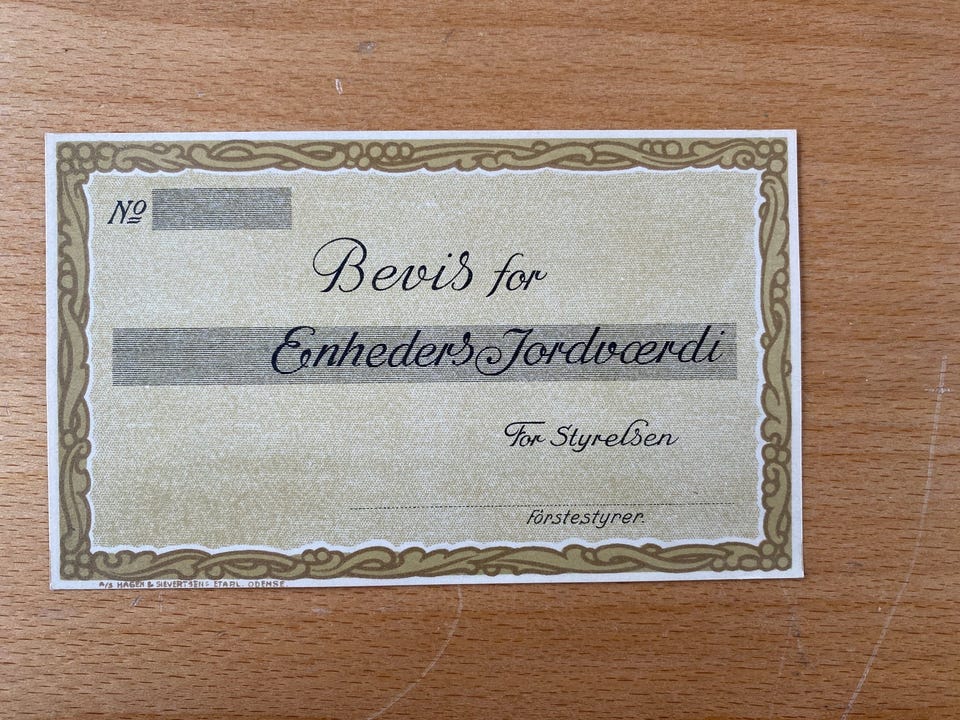 Nº
Bevis for
Enheders Jordværdi
For Styrelsen
Förstestyrer.
A/S HAGEN & SIEVERTSENS ETABL. ODENSE.